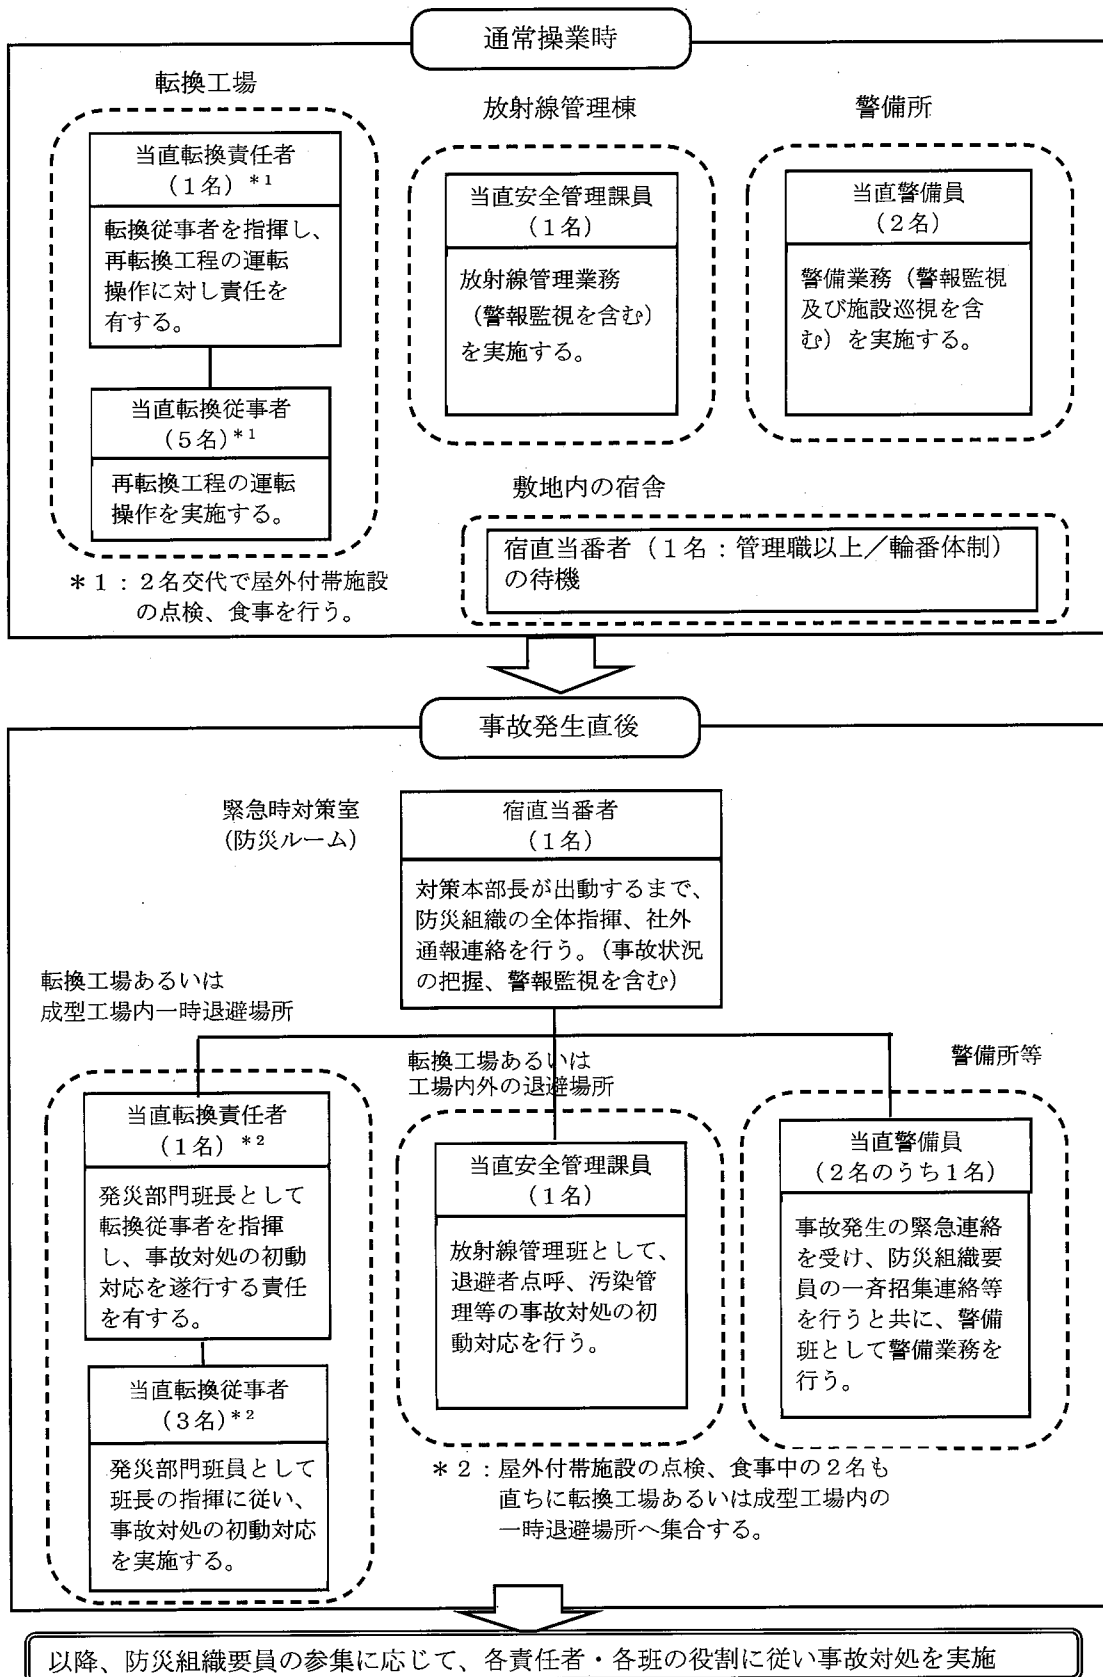 通常操業時
転換工場
当直転換責任者
(1名) *1
転換従事者を指揮し、
再転換工程の運転
操作に対し責任を
有する。
当直転換従事者
(5名)*1
再転換工程の運転
操作を実施する。
*1:2名交代で屋外付帯施設
の点検、食事を行う。
放射線管理棟
当直安全管理課員
(1名)
放射線管理業務
(警報監視を含む)
を実施する。
警備所
当直警備員
(2名)
警備業務(警報監視
及び施設巡視を含
む)を実施する。
敷地内の宿舎
宿直当番者(1名:管理職以上/輪番体制)
の待機
事故発生直後
緊急時対策室
(防災ルーム)
宿直当番者
(1名)
対策本部長が出動するまで、
防災組織の全体指揮、社外
通報連絡を行う。(事故状況
の把握、警報監視を含む)
転換工場あるいは
成型工場内一時退避場所
当直転換責任者
(1名) *2
発災部門班長として
転換従事者を指揮
し、事故対処の初動
対応を遂行する責任
を有する。
当直転換従事者
(3名)*2
発災部門班員として
班長の指揮に従い、
事故対処の初動対応
を実施する。
転換工場あるいは
工場内外の退避場所
当直安全管理課員
(1名)
放射線管理班として、
退避者点呼、汚染管
理等の事故対処の初
動対応を行う。
警備所等
当直警備員
(2名のうち1名)
事故発生の緊急連絡
を受け、防災組織要
員の一斉招集連絡等
を行うと共に、警備
班として警備業務を
行う。
*2:屋外付帯施設の点検、食事中の2名も
直ちに転換工場あるいは成型工場内の
一時退避場所へ集合する。
以降、防災組織要員の参集に応じて、各責任者・各班の役割に従い事故対処を実施